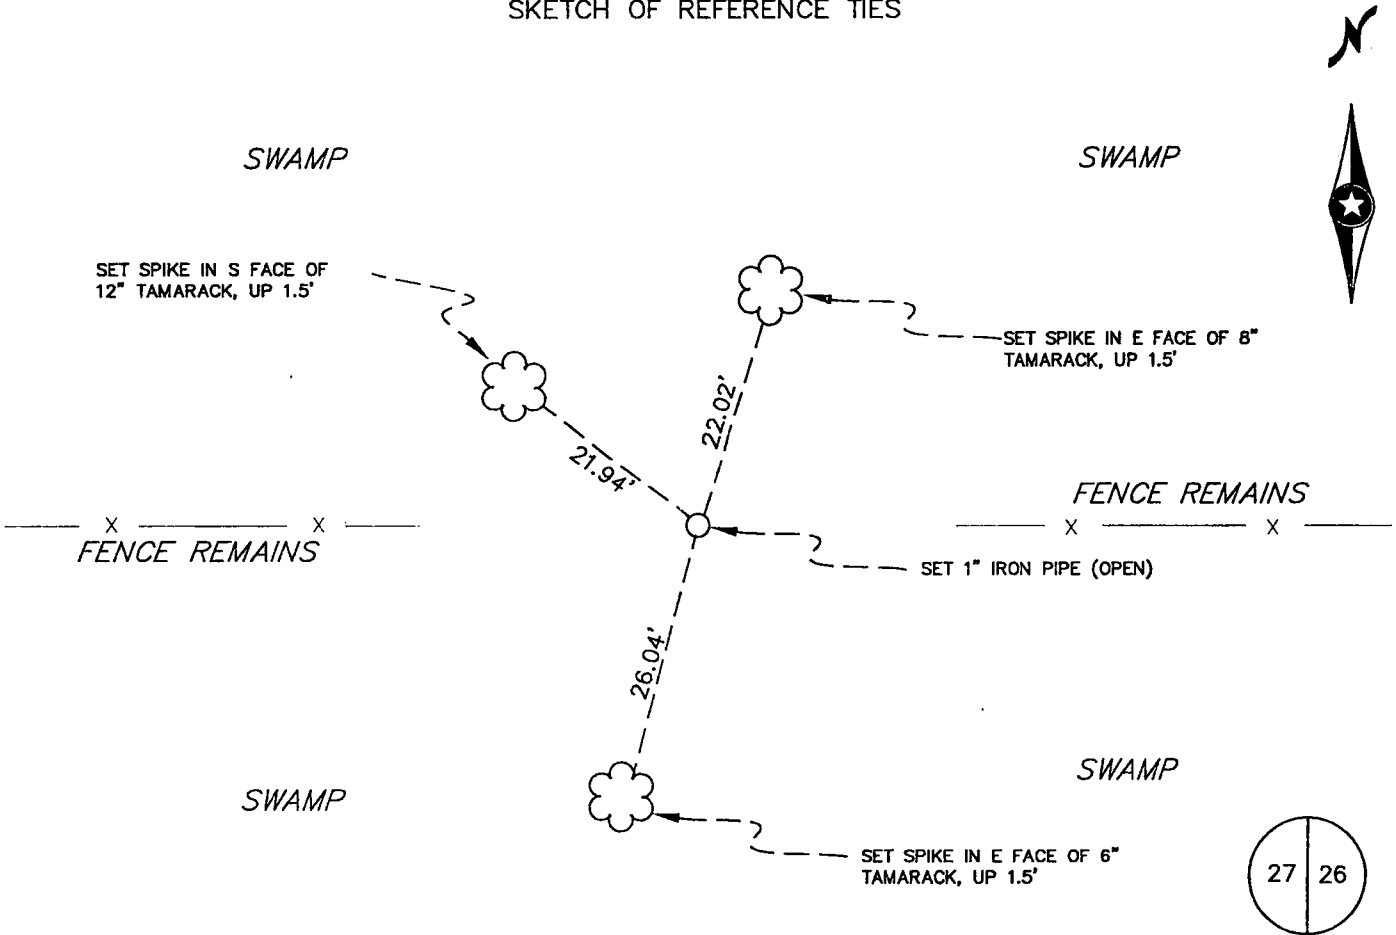 SKETCH OF REFERENCE TIES
N
SWAMP
SWAMP
SET SPIKE IN S FACE OF
12" TAMARACK, UP 1.5'
SET SPIKE IN E FACE OF 8"
TAMARACK, UP 1.5'
22.02'
21.94'
FENCE REMAINS
X X
X X
FENCE REMAINS
SET 1" IRON PIPE (OPEN)
26.04'
SWAMP
SWAMP
SET SPIKE IN E FACE OF 6"
TAMARACK, UP 1.5'
27 26